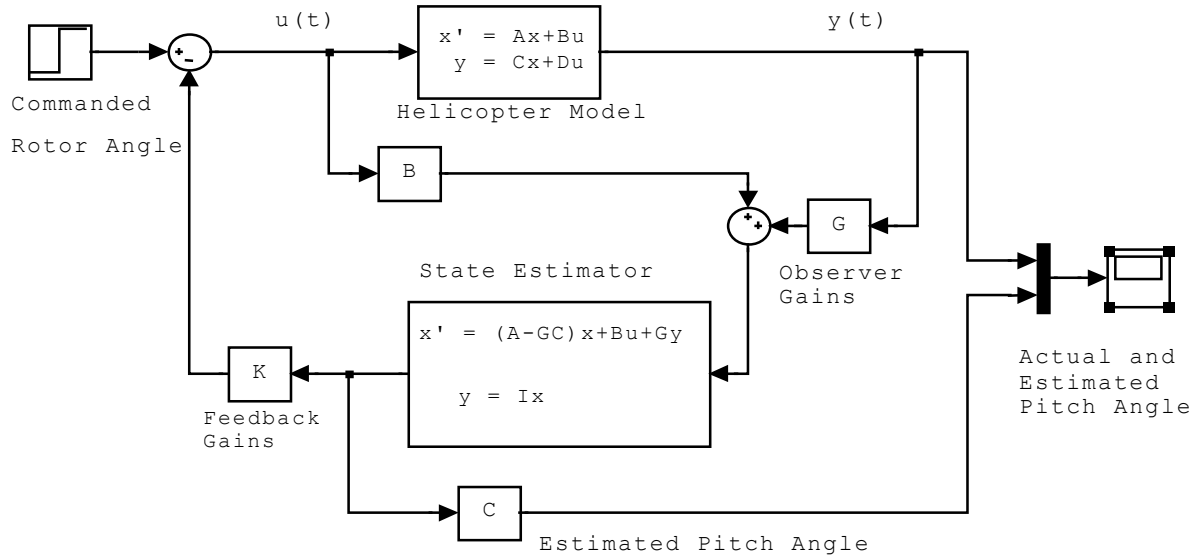 u(t)
y(t)
x' = Ax+Bu
y = Cx+Du
+
-
Commanded
Rotor Angle
Helicopter Model
B
+
+
G
Observer
Gains
State Estimator
x' = (A-GC)x+Bu+Gy
y = Ix
K
Feedback
Gains
Actual and
Estimated
Pitch Angle
C
Estimated Pitch Angle